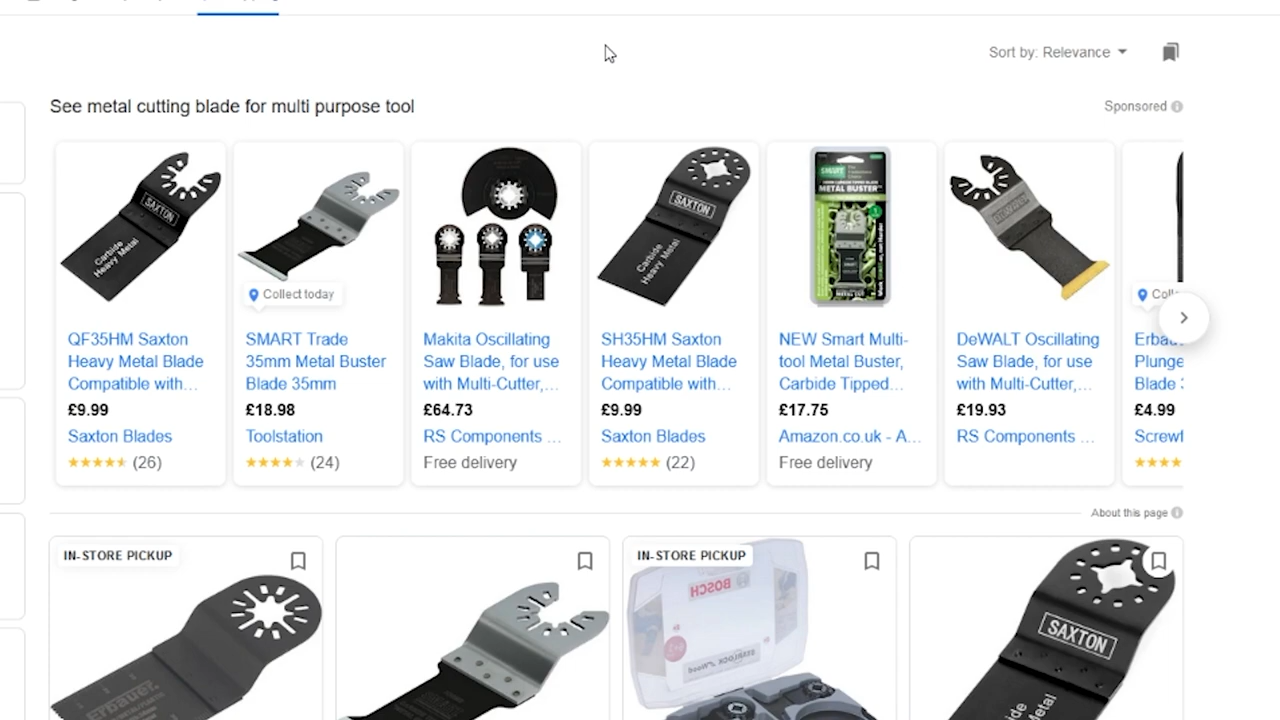 Sort by: Relevance
See metal cutting blade for multi purpose tool
Sponsored
SAXTON
Carbide
Heavy Metal
Collect today
QF35HM Saxton
Heavy Metal Blade
Compatible with...
£9.99
Saxton Blades
(26)
SMART Trade
35mm Metal Buster
Blade 35mm
£18.98
Toolstation
(24)
Makita Oscillating
Saw Blade, for use
with Multi-Cutter,...
£64.73
RS Components ...
Free delivery
SAXTON
Carbide
Heavy Metal
SH35HM Saxton
Heavy Metal Blade
Compatible with...
£9.99
Saxton Blades
(22)
SMART
METAL BUSTER
NEW Smart Multi-
tool Metal Buster,
Carbide Tipped...
£17.75
Amazon.co.uk - A...
Free delivery
DeWALT Oscillating
Saw Blade, for use
with Multi-Cutter,...
£19.93
RS Components ...
£4.99
About this page
IN-STORE PICKUP
Erbauer
IN-STORE PICKUP
BOSCH
SAXTON